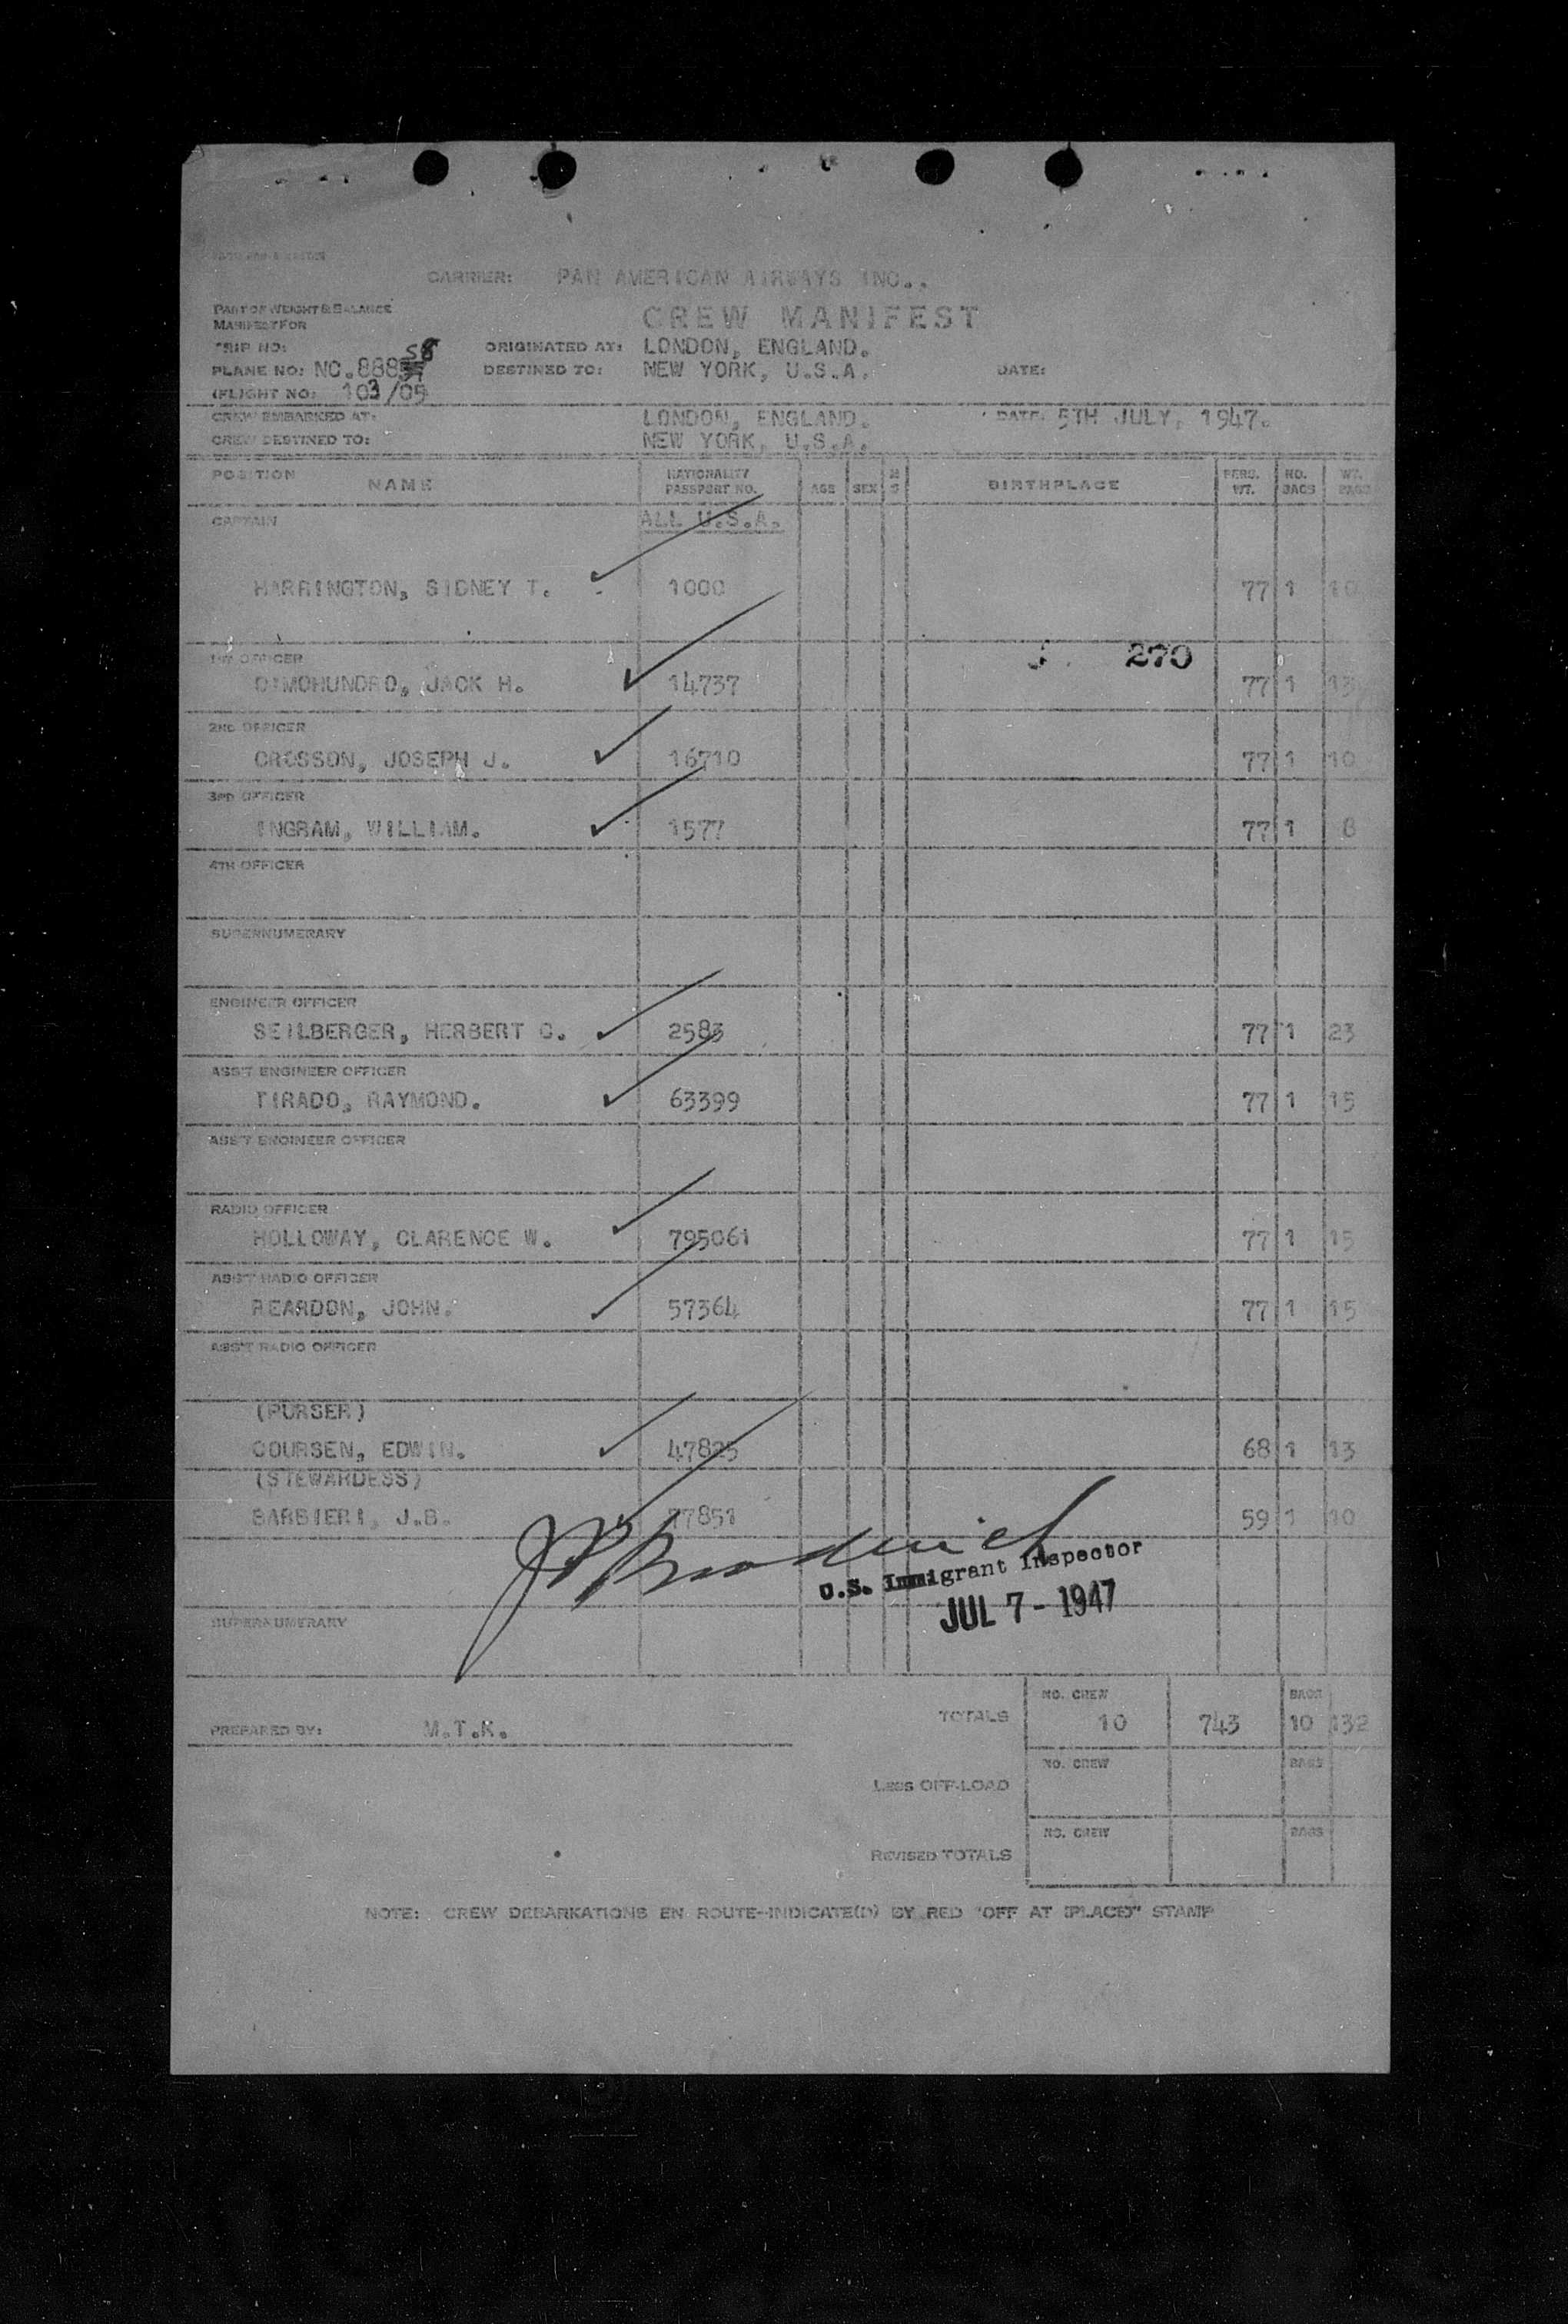 CARRIER: PAN AMERICAN AIRWAYS INC..
PART OF WEIGHT & BALANCE
MANIFEST FOR
CREW MANIFEST
TRIP NO: ORIGINATED AT: LONDON, ENGLAND.
PLANE NO: NC.888 58 DESTINED TO: NEW YORK, U.S.A. DATE:
(FLIGHT NO: 103/05
CREW EMBARKED AT: LONDON, ENGLAND. DATE: 5TH JULY, 1947.
CREW DESTINED TO: NEW YORK, U.S.A.
POSITION NAME NATIONALITY PASSPORT NO. AGE SEX M S BIRTHPLACE PERS. WT. NO. BAGS WT. BAGS
CAPTAIN ALL U.S.A.
HARRINGTON, SIDNEY T. 1000 77 1 10
270
1ST OFFICER
DIMOHUNDRO, JACK H. 14737 77 1 13
2ND OFFICER
CROSSON, JOSEPH J. 16710 77 1 10
3RD OFFICER
INGRAM, WILLIAM. 1577 77 1 8
4TH OFFICER
SUPERNUMERARY
ENGINEER OFFICER
SEILBERGER, HERBERT C. 2583 77 1 23
ASS'T ENGINEER OFFICER
TIRADO, RAYMOND. 63399 77 1 15
ASS'T ENGINEER OFFICER
RADIO OFFICER
HOLLOWAY, CLARENCE W. 795061 77 1 15
ASS'T RADIO OFFICER
REARDON, JOHN. 57364 77 1 15
ASS'T RADIO OFFICER
(PURSER)
COURSEN, EDWIN. 47825 68 1 13
(STEWARDESS)
BARBIERI, J.B. 77851 59 1 10
U.S. Immigrant Inspector
JUL 7 - 1947
SUPERNUMERARY
NO. CREW BAGS
PREPARED BY: M.T.K. TOTALS 10 743 10 132
NO. CREW BAGS
LESS OFF-LOAD
NO. CREW BAGS
REVISED TOTALS
NOTE: CREW DEBARKATIONS EN ROUTE-INDICATE(D) BY RED "OFF AT (PLACE)" STAMP